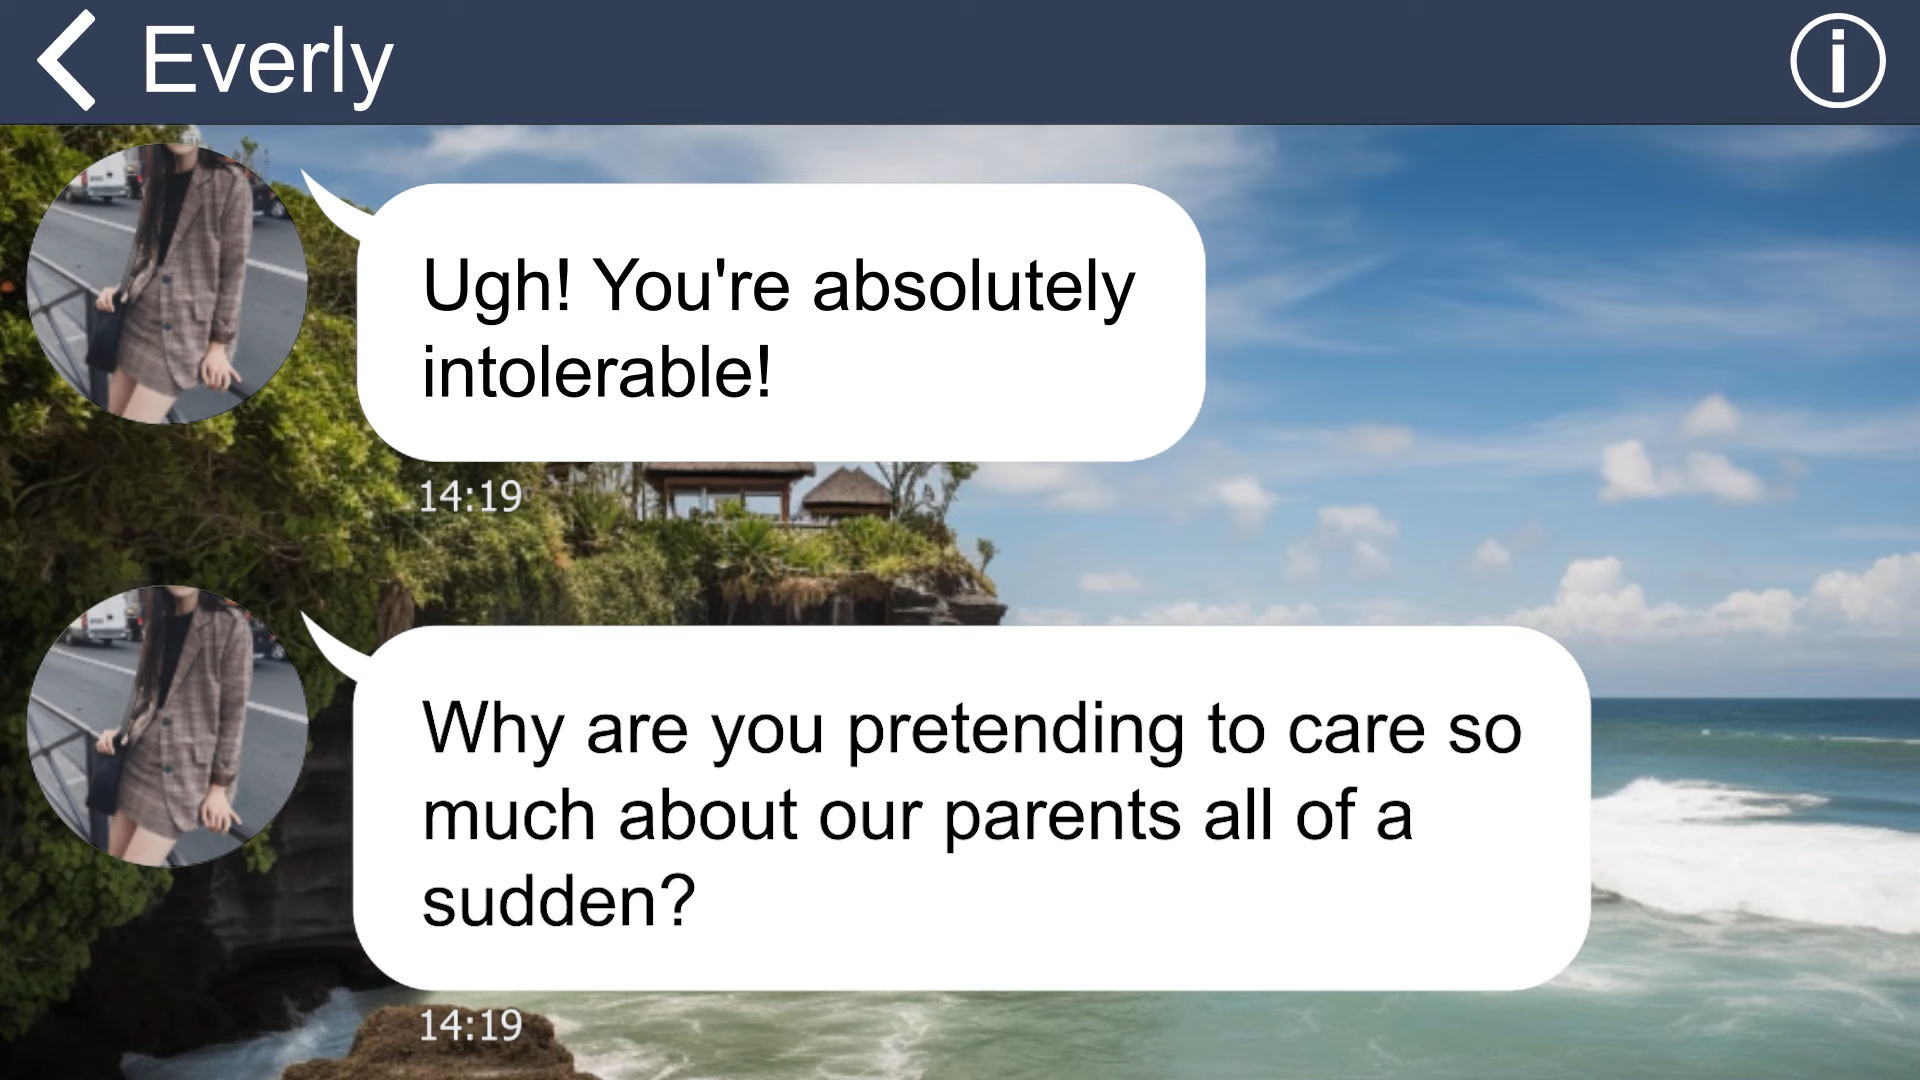 Everly
Ugh! You're absolutely
intolerable!
14:19
Why are you pretending to care so
much about our parents all of a
sudden?
14:19